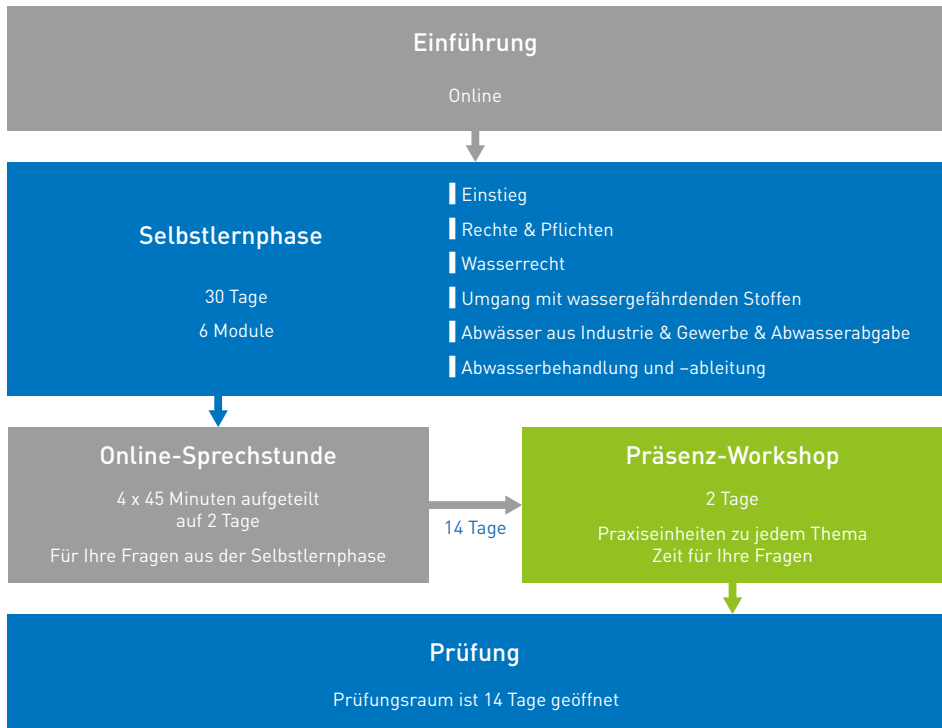 Einführung
Online
Selbstlernphase
30 Tage
6 Module
Einstieg
Rechte & Pflichten
Wasserrecht
Umgang mit wassergefährdenden Stoffen
Abwässer aus Industrie & Gewerbe & Abwasserabgabe
Abwasserbehandlung und –ableitung
Online-Sprechstunde
4 x 45 Minuten aufgeteilt
auf 2 Tage
Für Ihre Fragen aus der Selbstlernphase
14 Tage
Präsenz-Workshop
2 Tage
Praxiseinheiten zu jedem Thema
Zeit für Ihre Fragen
Prüfung
Prüfungsraum ist 14 Tage geöffnet